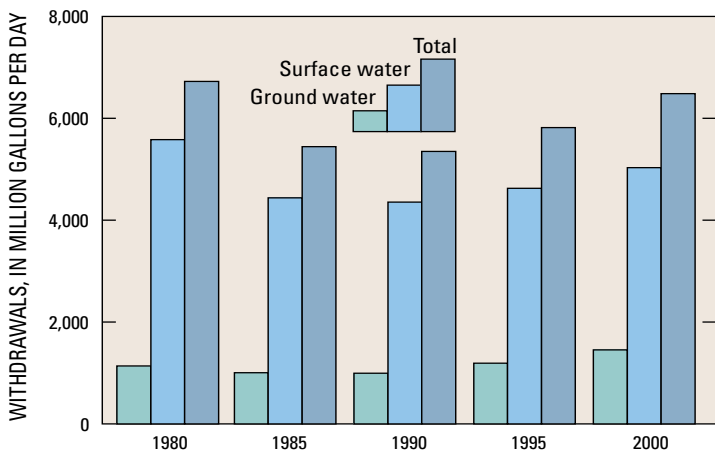 WITHDRAWALS, IN MILLION GALLONS PER DAY
8,000
6,000
4,000
2,000
0
Total
Surface water
Ground water
1980 1985 1990 1995 2000